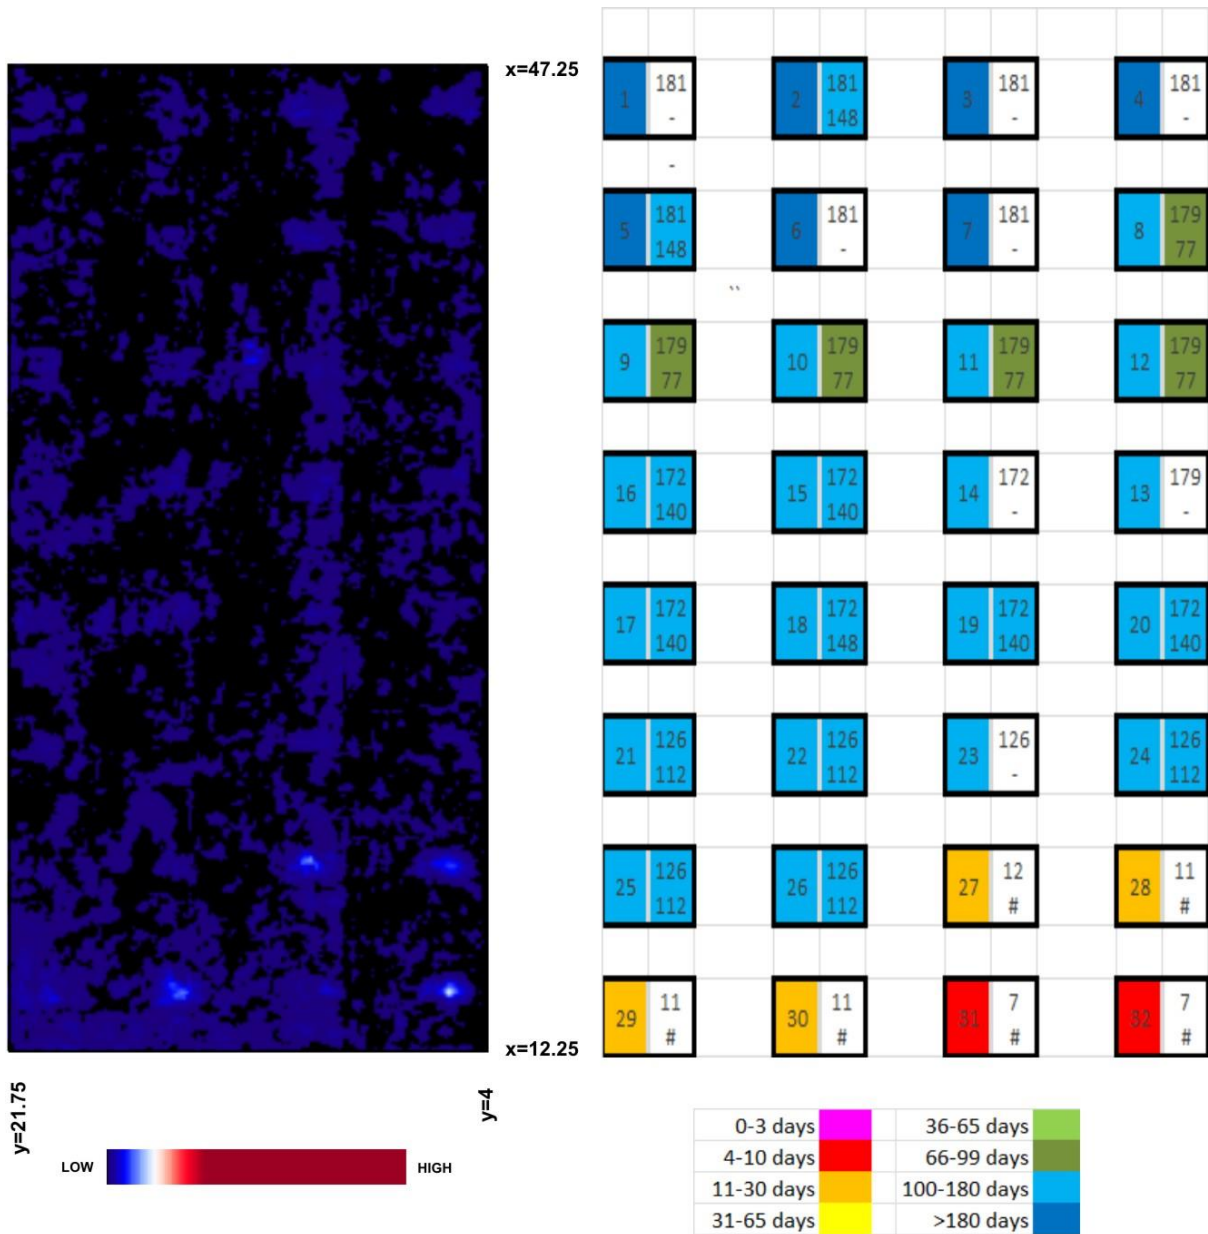 x=47.25
x=12.25
y=21.75
y=4
LOW
HIGH
1 181 -
2 181 148
3 181 -
4 181 -
-
5 181 148
6 181 -
7 181 -
8 179 77
``
9 179 77
10 179 77
11 179 77
12 179 77
16 172 140
15 172 140
14 172 -
13 179 -
17 172 140
18 172 148
19 172 140
20 172 140
21 126 112
22 126 112
23 126 -
24 126 112
25 126 112
26 126 112
27 12 #
28 11 #
29 11 #
30 11 #
31 7 #
32 7 #
0-3 days 36-65 days
4-10 days 66-99 days
11-30 days 100-180 days
31-65 days >180 days